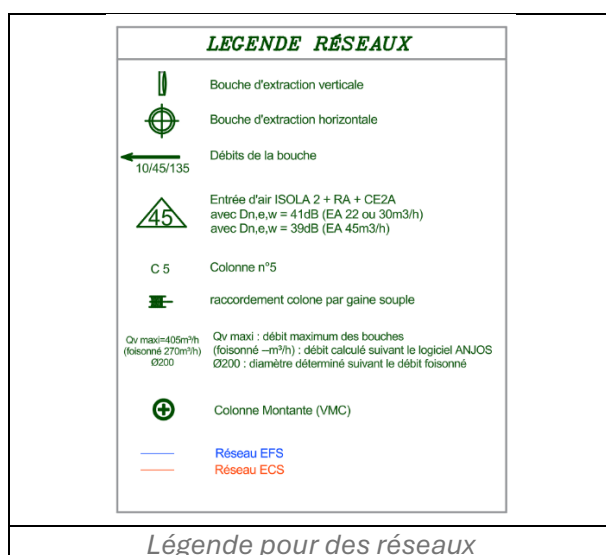 LEGENDE RÉSEAUX
Bouche d'extraction verticale
Bouche d'extraction horizontale
Débits de la bouche
10/45/135
Entrée d'air ISOLA 2 + RA + CE2A
45
avec Dn,e,w = 41dB (EA 22 ou 30m3/h)
avec Dn,e,w = 39dB (EA 45m3/h)
C 5
Colonne n°5
raccordement colone par gaine souple
Qv maxi=405m³/h
(foisonné 270m³/h)
Ø200
Qv maxi : débit maximum des bouches
(foisonné --m³/h) : débit calculé suivant le logiciel ANJOS
Ø200 : diamètre déterminé suivant le débit foisonné
Colonne Montante (VMC)
Réseau EFS
Réseau ECS
Légende pour des réseaux